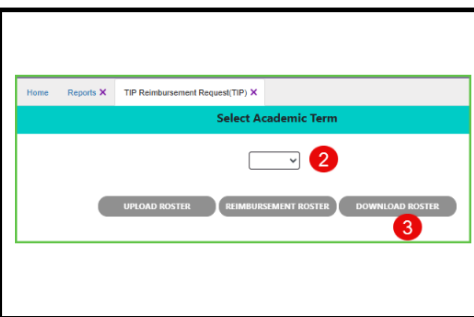 Home Reports X TIP Reimbursement Request(TIP) X
Select Academic Term
2
UPLOAD ROSTER REIMBURSEMENT ROSTER DOWNLOAD ROSTER
3